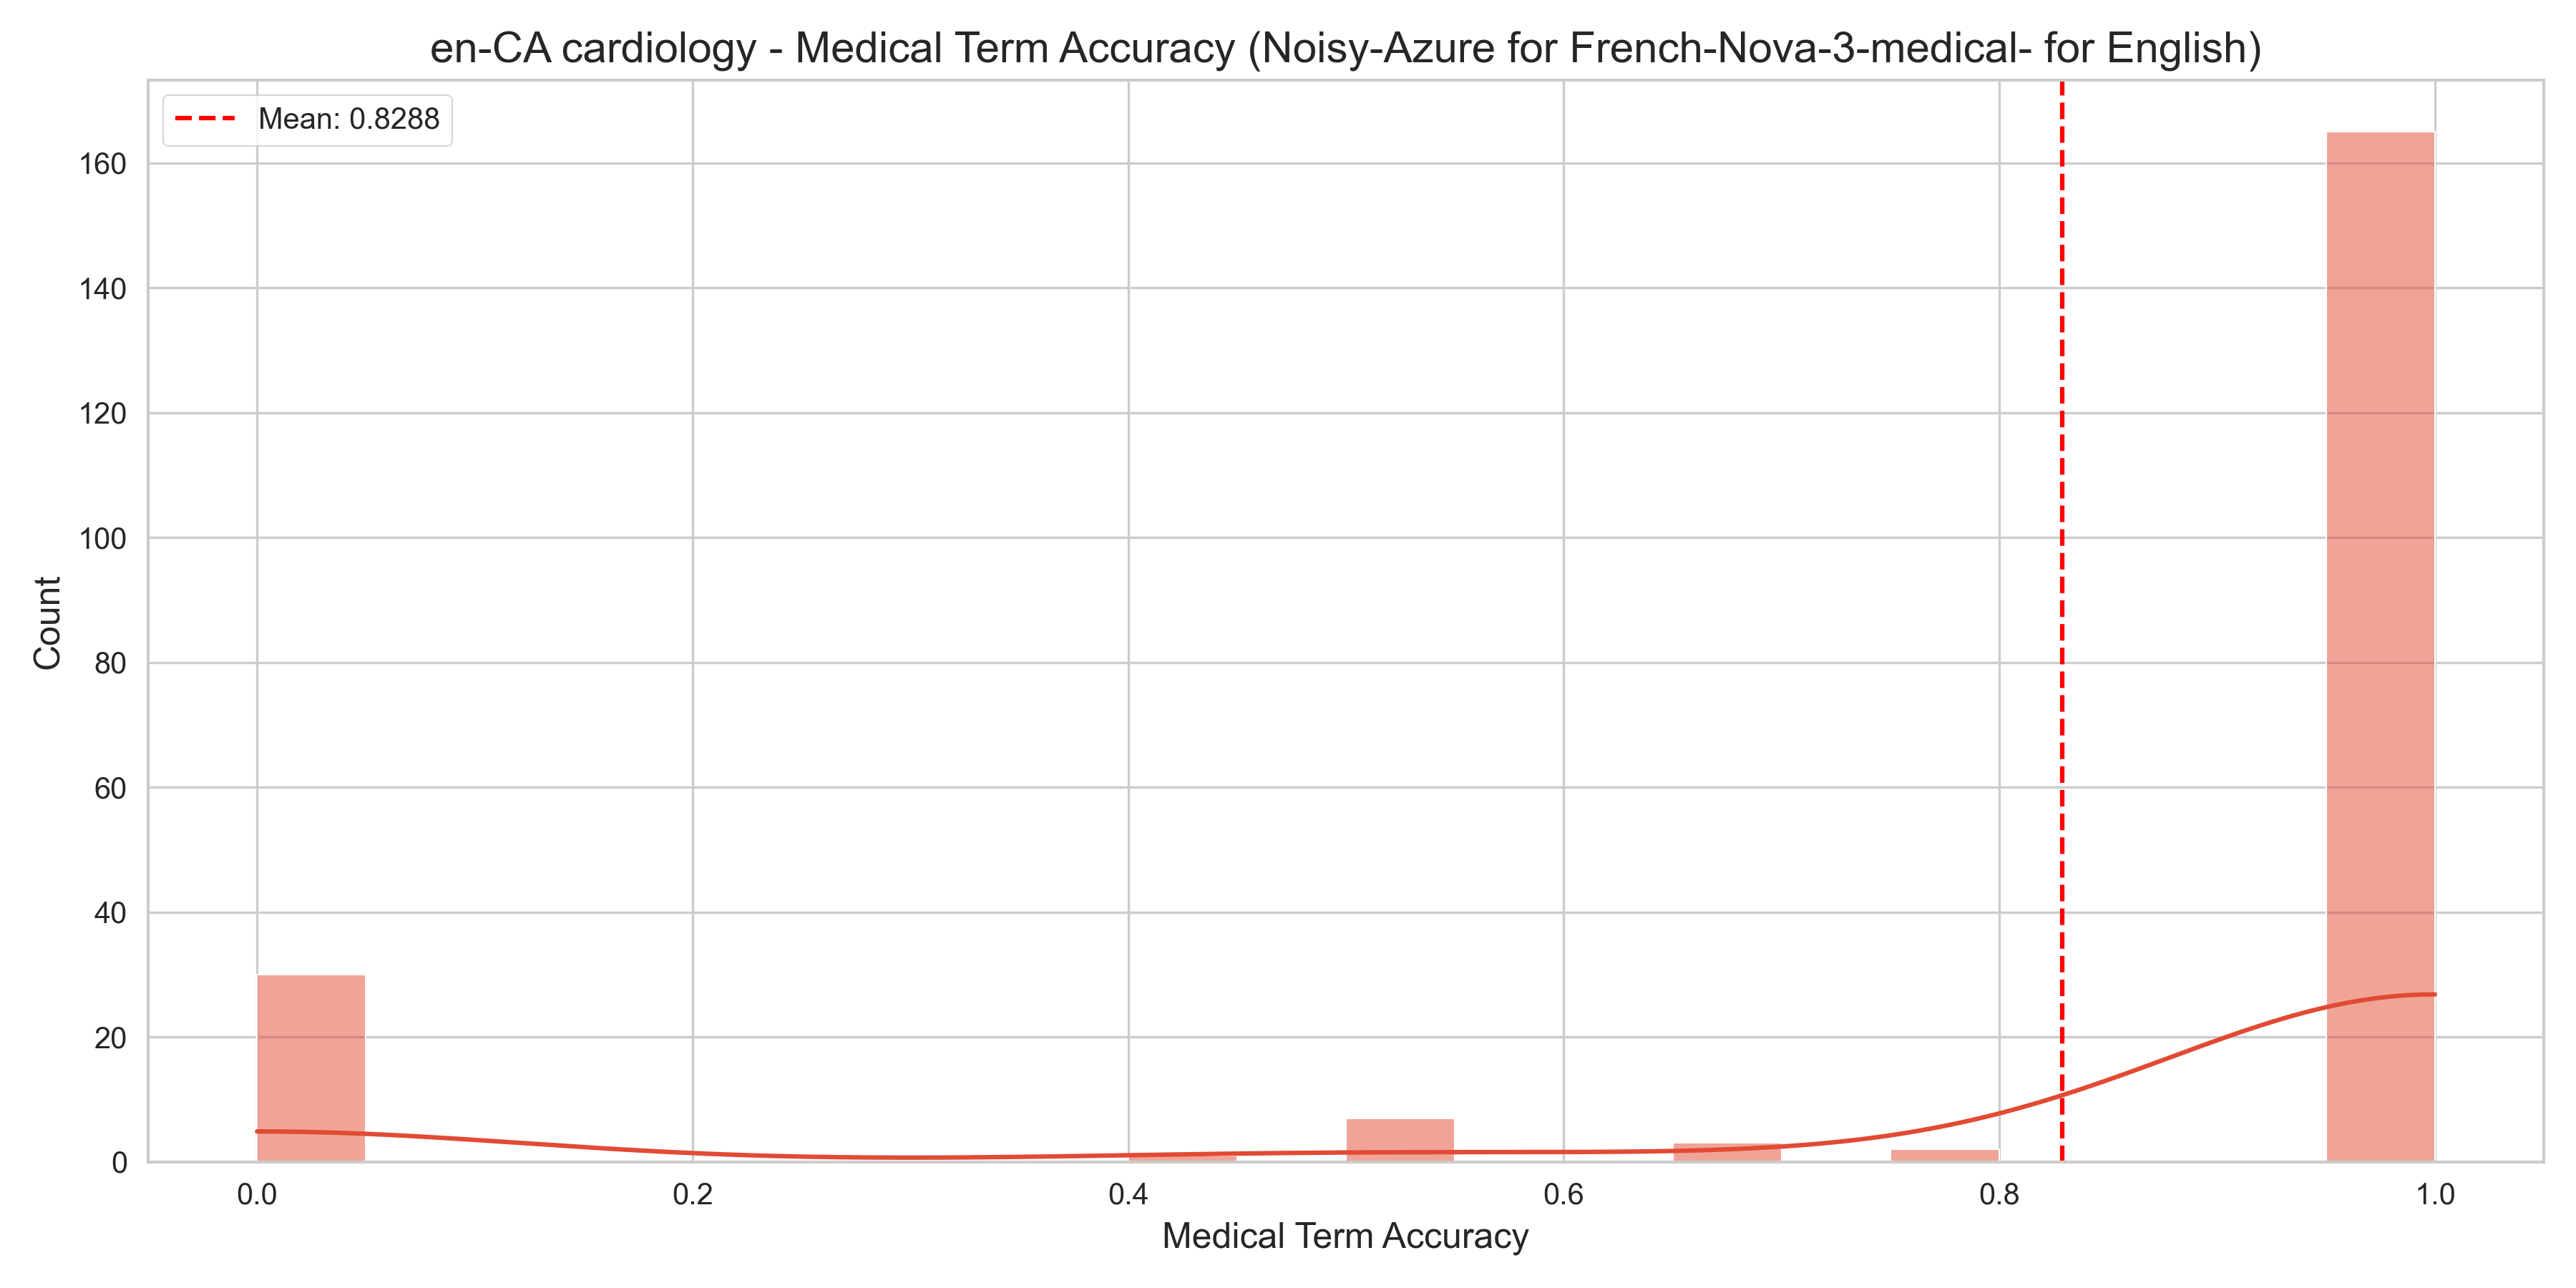 en-CA cardiology - Medical Term Accuracy (Noisy-Azure for French-Nova-3-medical- for English)
Mean: 0.8288
160
140
120
100
80
60
40
20
0
Count
0.0 0.2 0.4 0.6 0.8 1.0
Medical Term Accuracy